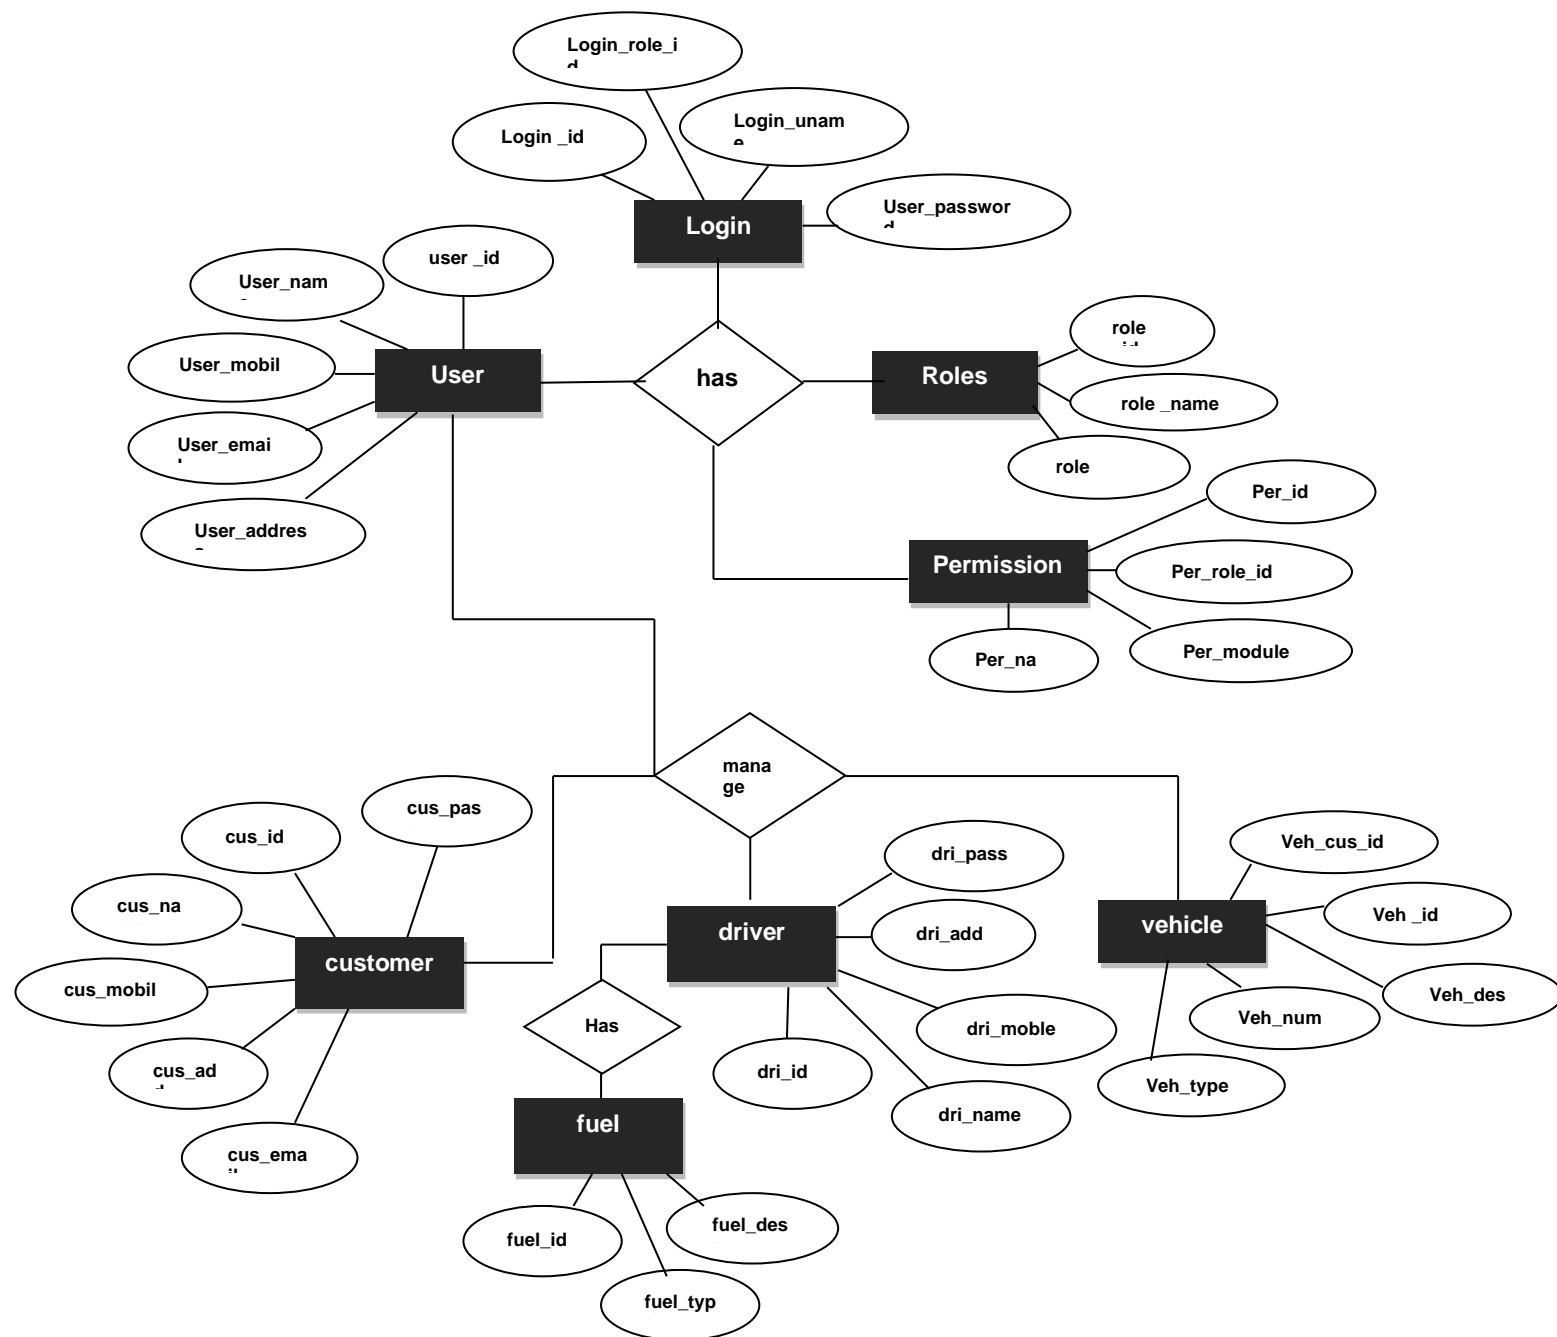 Login_role_i
Login_unam
Login _id
User_passwor
Login
user _id
User_nam
role
User_mobil
User
has
Roles
role _name
User_emai
role
Per_id
User_addres
Permission
Per_role_id
Per_na
Per_module
mana
ge
cus_pas
cus_id
Veh_cus_id
dri_pass
cus_na
Veh _id
driver
dri_add
vehicle
customer
cus_mobil
Veh_des
Has
dri_moble
Veh_num
cus_ad
dri_id
Veh_type
dri_name
fuel
cus_ema
fuel_des
fuel_id
fuel_typ